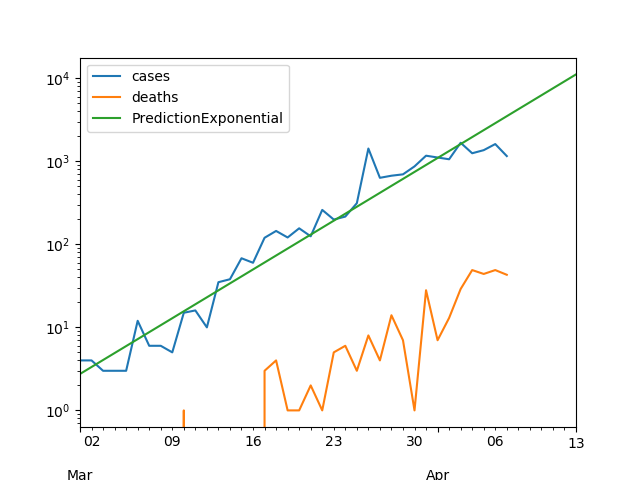 cases
deaths
PredictionExponential
10⁴
10³
10²
10¹
10⁰
02 09 16 23 30 06 13
Mar Apr